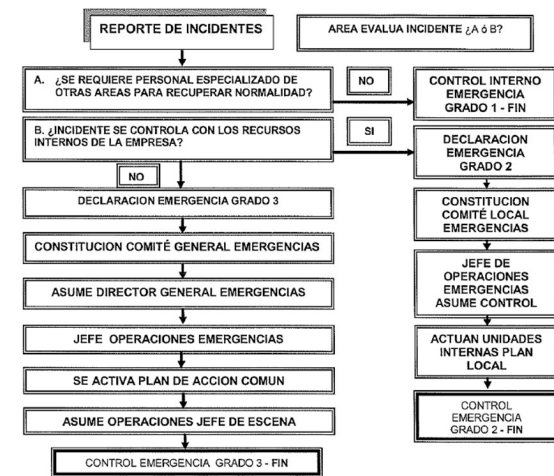 REPORTE DE INCIDENTES
AREA EVALUA INCIDENTE ¿A ó B?
A. ¿SE REQUIERE PERSONAL ESPECIALIZADO DE
OTRAS AREAS PARA RECUPERAR NORMALIDAD?
NO
CONTROL INTERNO
EMERGENCIA
GRADO 1 - FIN
B. ¿INCIDENTE SE CONTROLA CON LOS RECURSOS
INTERNOS DE LA EMPRESA?
SI
DECLARACION
EMERGENCIA
GRADO 2
NO
DECLARACION EMERGENCIA GRADO 3
CONSTITUCION COMITÉ GENERAL EMERGENCIAS
ASUME DIRECTOR GENERAL EMERGENCIAS
JEFE OPERACIONES EMERGENCIAS
SE ACTIVA PLAN DE ACCION COMUN
ASUME OPERACIONES JEFE DE ESCENA
CONTROL EMERGENCIA GRADO 3 - FIN
CONSTITUCION
COMITÉ LOCAL
EMERGENCIAS
JEFE DE
OPERACIONES
EMERGENCIAS
ASUME CONTROL
ACTUAN UNIDADES
INTERNAS PLAN
LOCAL
CONTROL
EMERGENCIA
GRADO 2 - FIN